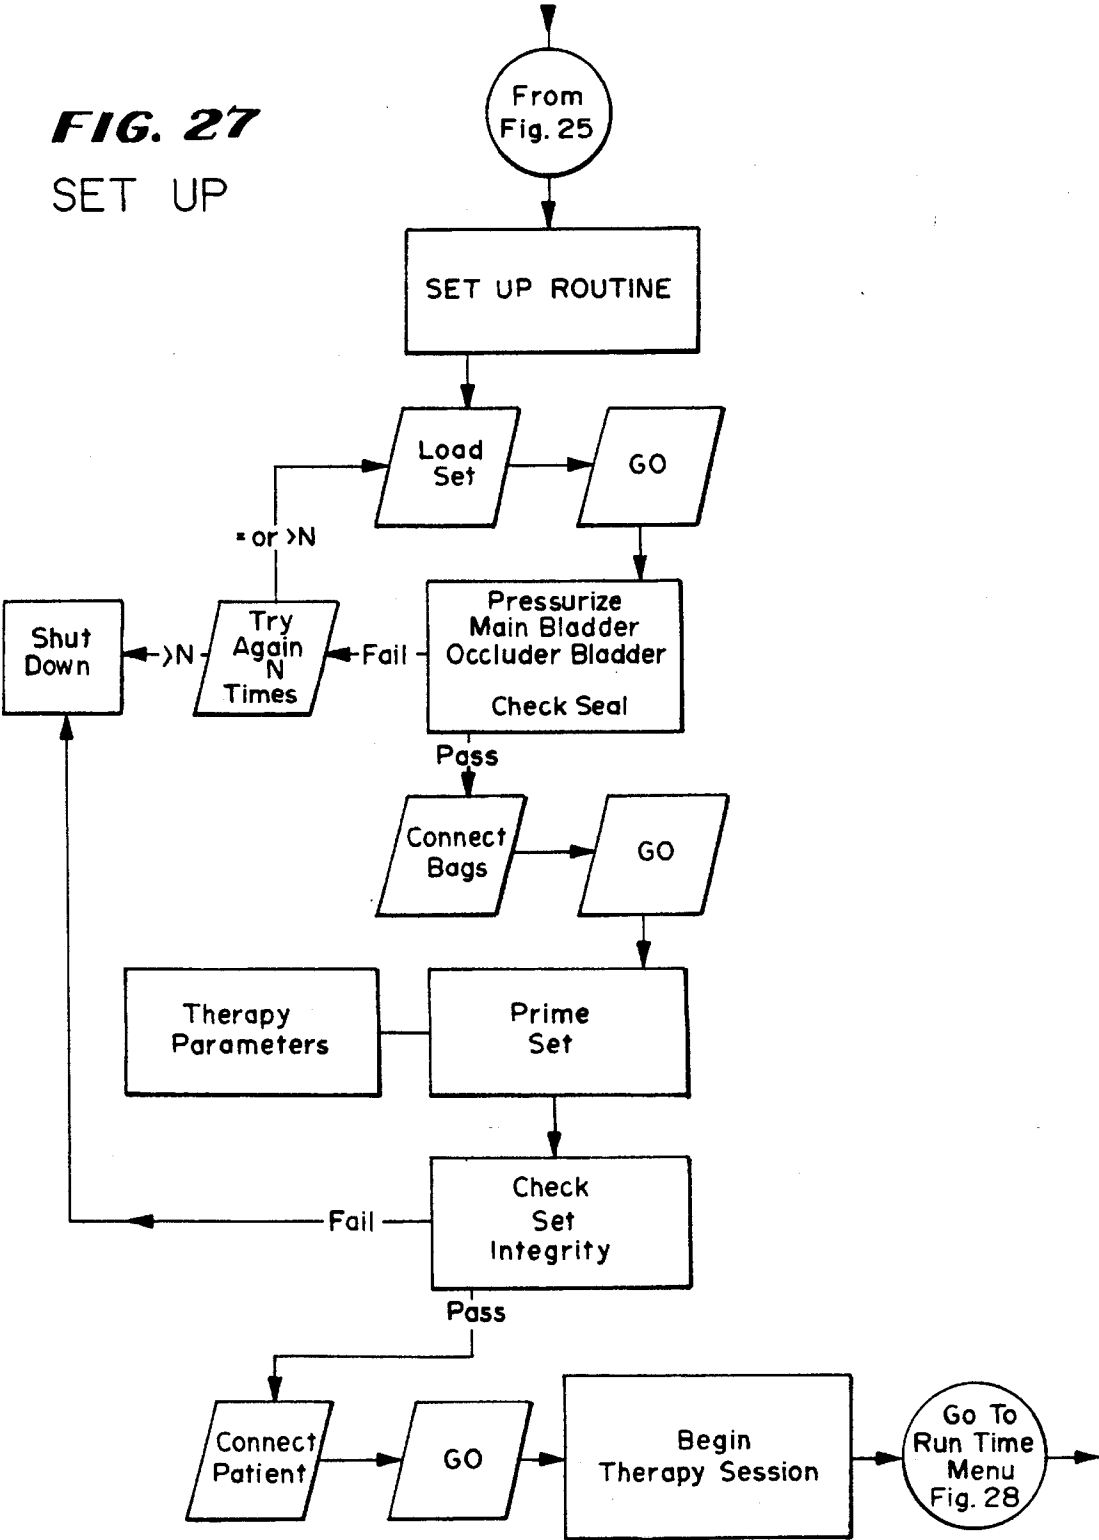 From
Fig. 25
FIG. 27
SET UP
SET UP ROUTINE
Load
Set
GO
= or >N
Pressurize
Main Bladder
Occluder Bladder
Check Seal
Fail
Try
Again
N
Times
>N
Shut
Down
Pass
Connect
Bags
GO
Therapy
Parameters
Prime
Set
Check
Set
Integrity
Fail
Pass
Connect
Patient
GO
Begin
Therapy Session
Go To
Run Time
Menu
Fig. 28